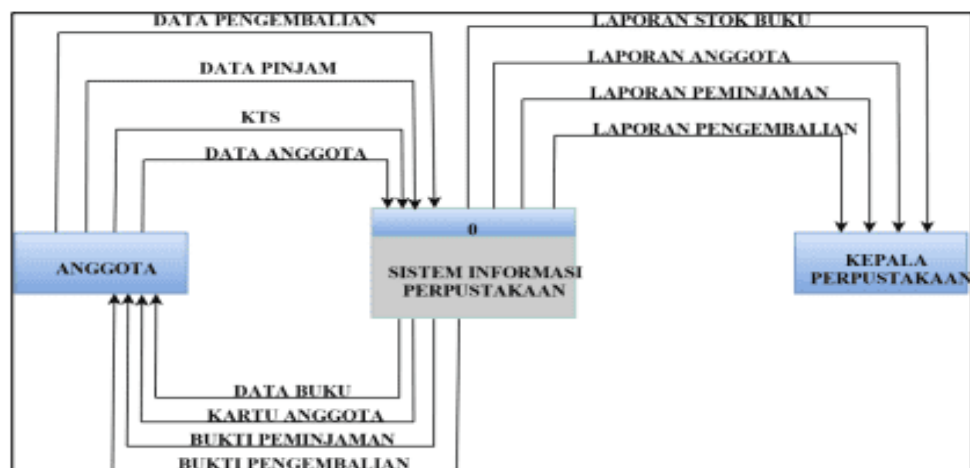 DATA PENGEMBALIAN
DATA PINJAM
KTS
DATA ANGGOTA
LAPORAN STOK BUKU
LAPORAN ANGGOTA
LAPORAN PEMINJAMAN
LAPORAN PENGEMBALIAN
ANGGOTA
0
SISTEM INFORMASI
PERPUSTAKAAN
KEPALA
PERPUSTAKAAN
DATA BUKU
KARTU ANGGOTA
BUKTI PEMINJAMAN
BUKTI PENGEMBALIAN